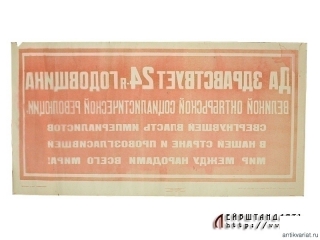 Да ЗДРАВСТВУЕТ 24-я ГОДОВЩИНА
ВЕЛИКОЙ ОКТЯБРЬСКОЙ СОЦИАЛИСТИЧЕСКОЙ РЕВОЛЮЦИИ,
СВЕРГНУВШЕЙ ВЛАСТЬ ИМПЕРИАЛИСТОВ
В НАШЕЙ СТРАНЕ И ПРОВОЗГЛАСИВШЕЙ
МИР МЕЖДУ НАРОДАМИ ВСЕГО МИРА!
antikvariat.ru